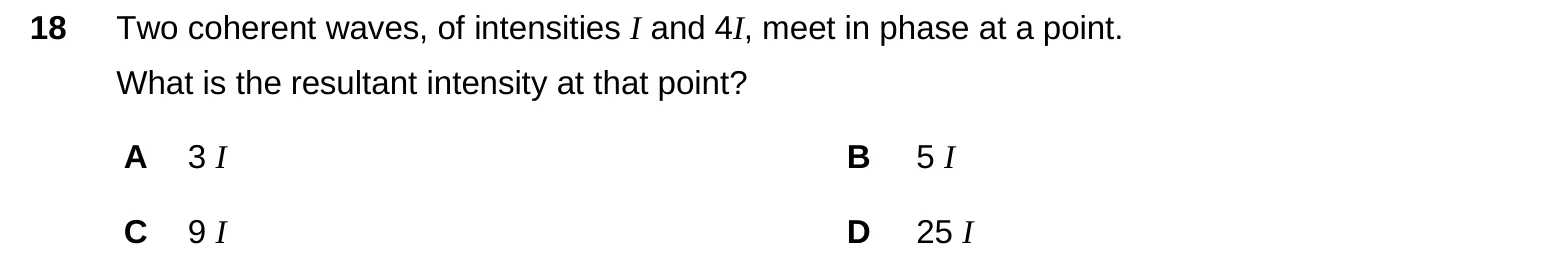 18 Two coherent waves, of intensities I and 4I, meet in phase at a point.
What is the resultant intensity at that point?
A 3 I B 5 I
C 9 I D 25 I